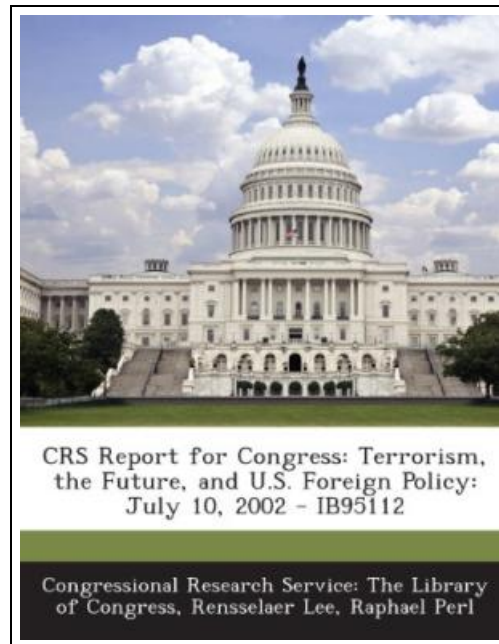 CRS Report for Congress: Terrorism,
the Future, and U.S. Foreign Policy:
July 10, 2002 - IB95112
Congressional Research Service: The Library
of Congress, Rensselaer Lee, Raphael Perl